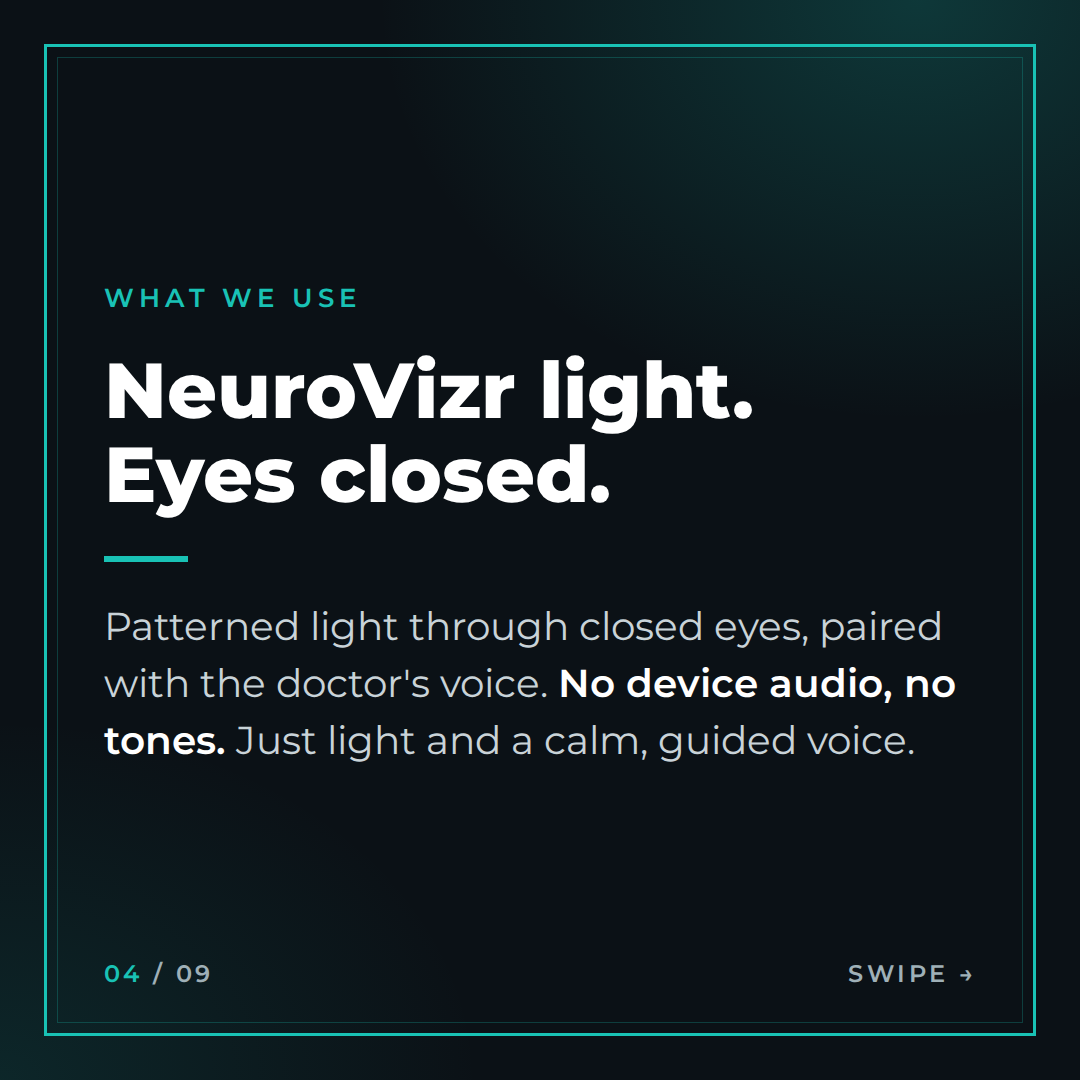 WHAT WE USE
NeuroVizr light.
Eyes closed.
Patterned light through closed eyes, paired
with the doctor's voice. No device audio, no
tones. Just light and a calm, guided voice.
04 / 09
SWIPE →